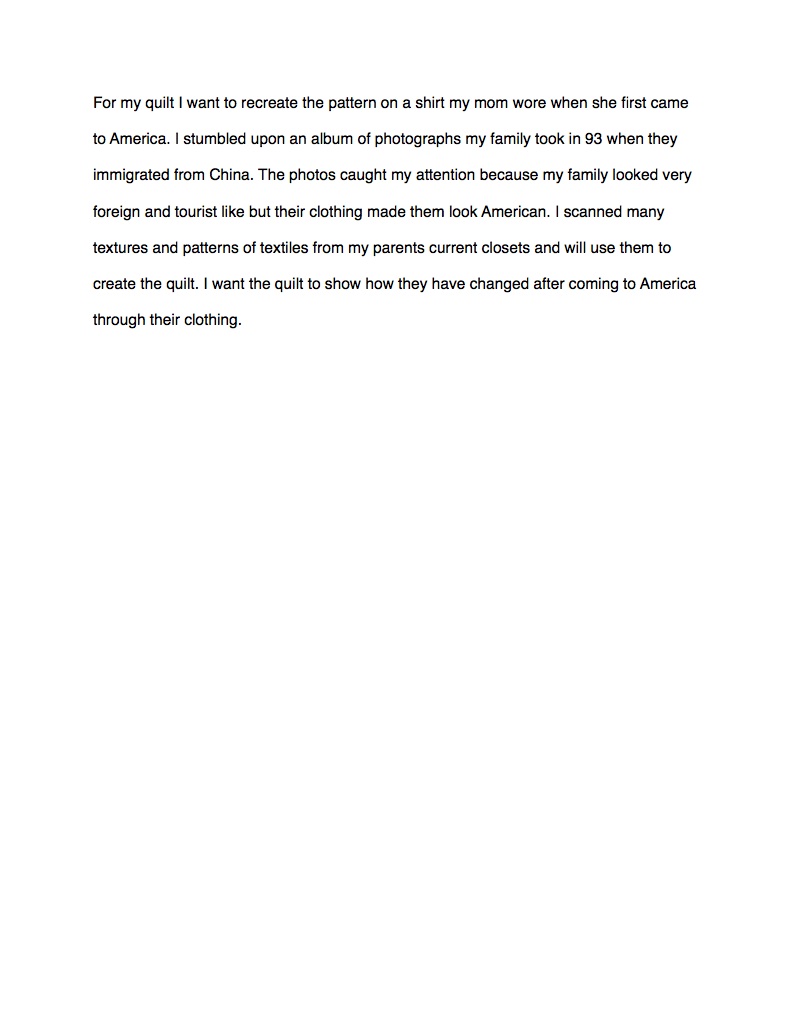 For my quilt I want to recreate the pattern on a shirt my mom wore when she first came
to America. I stumbled upon an album of photographs my family took in 93 when they
immigrated from China. The photos caught my attention because my family looked very
foreign and tourist like but their clothing made them look American. I scanned many
textures and patterns of textiles from my parents current closets and will use them to
create the quilt. I want the quilt to show how they have changed after coming to America
through their clothing.